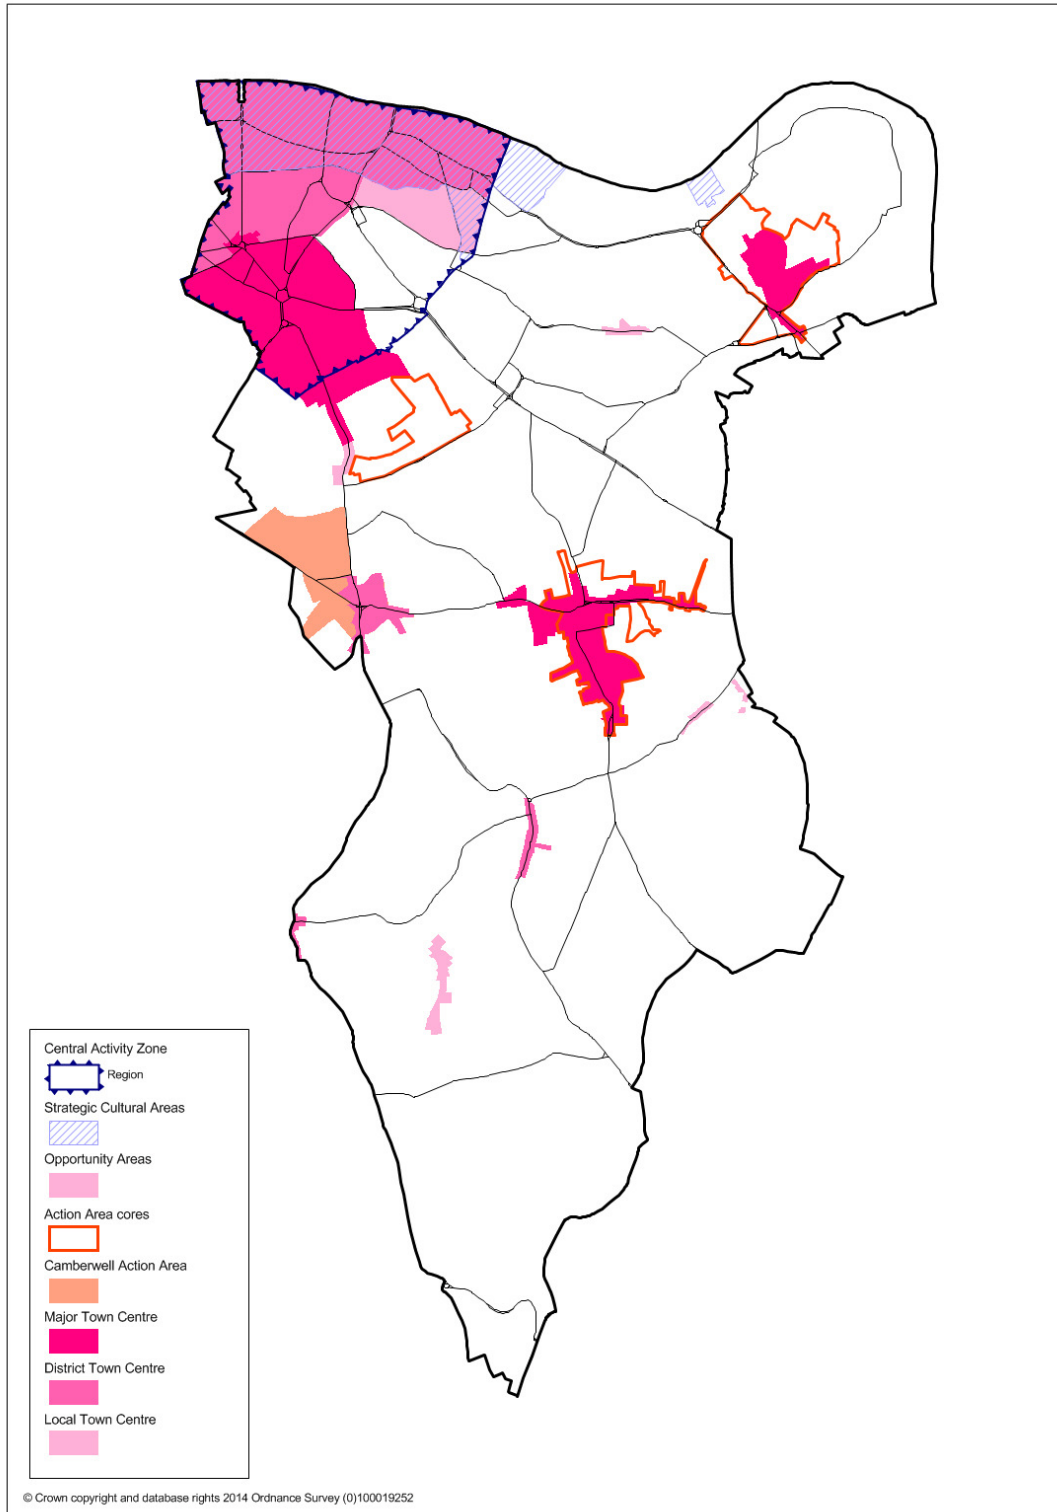 Central Activity Zone
Region
Strategic Cultural Areas
Opportunity Areas
Action Area cores
Camberwell Action Area
Major Town Centre
District Town Centre
Local Town Centre
© Crown copyright and database rights 2014 Ordnance Survey (0)100019252